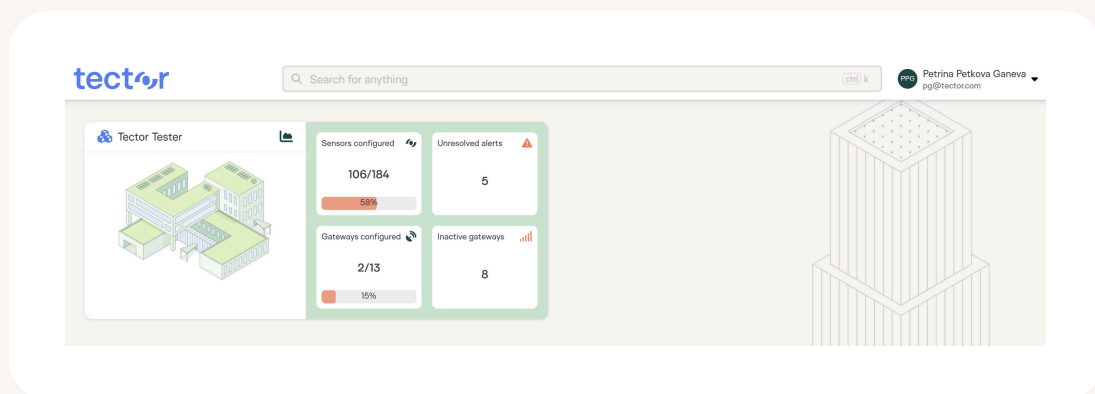 tector
Search for anything
ctrl k
PPG
Petrina Petkova Ganeva
pg@tector.com
Tector Tester
Sensors configured
106/184
58%
Unresolved alerts
5
Gateways configured
2/13
15%
Inactive gateways
8